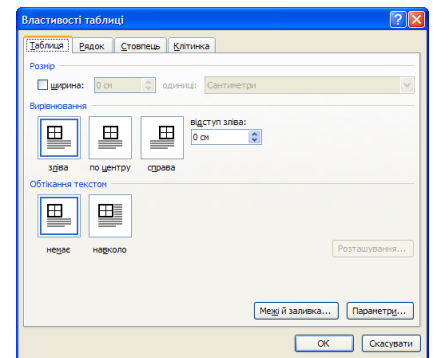 Властивості таблиці
Таблиця Рядок Стовпець Клітинка
Розмір
ширина: 0 см одиниці: Сантиметри
Вирівнювання
відступ зліва:
0 см
зліва по центру справа
Обтікання текстом
немає навколо
Розташування...
Межі й заливка... Параметри...
ОК Скасувати